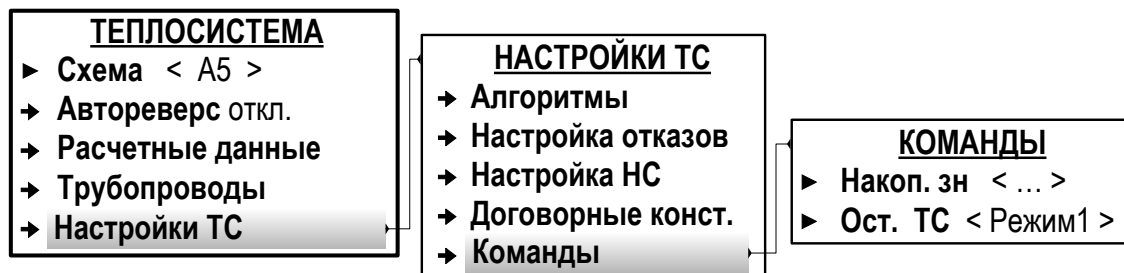 ТЕПЛОСИСТЕМА
► Схема < А5 >
→ Автореверс откл.
→ Расчетные данные
→ Трубопроводы
→ Настройки ТС
НАСТРОЙКИ ТС
→ Алгоритмы
→ Настройка отказов
→ Настройка НС
→ Договорные конст.
→ Команды
КОМАНДЫ
► Накоп. зн < ... >
► Ост. ТС < Режим1 >